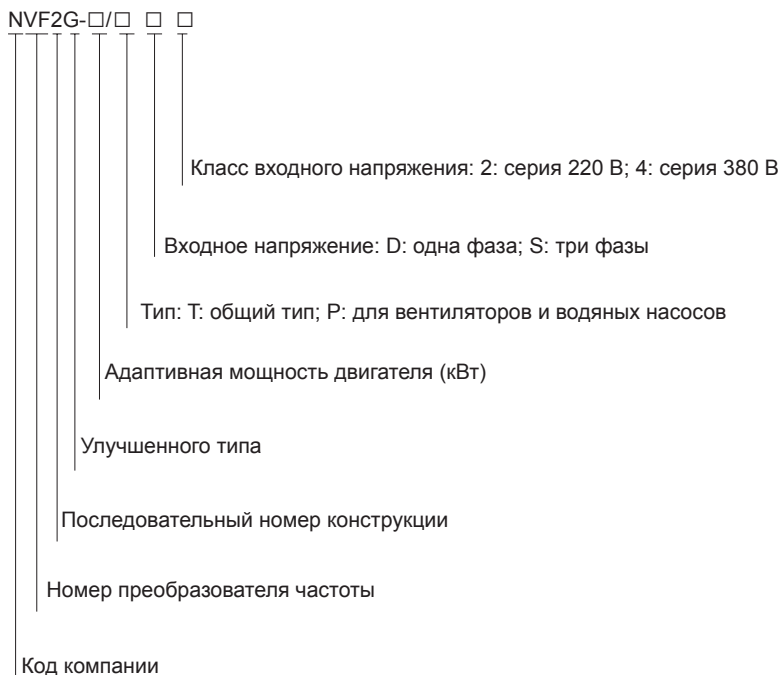 NVF2G-□/□ □ □
Класс входного напряжения: 2: серия 220 В; 4: серия 380 В
Входное напряжение: D: одна фаза; S: три фазы
Тип: T: общий тип; P: для вентиляторов и водяных насосов
Адаптивная мощность двигателя (кВт)
Улучшенного типа
Последовательный номер конструкции
Номер преобразователя частоты
Код компании